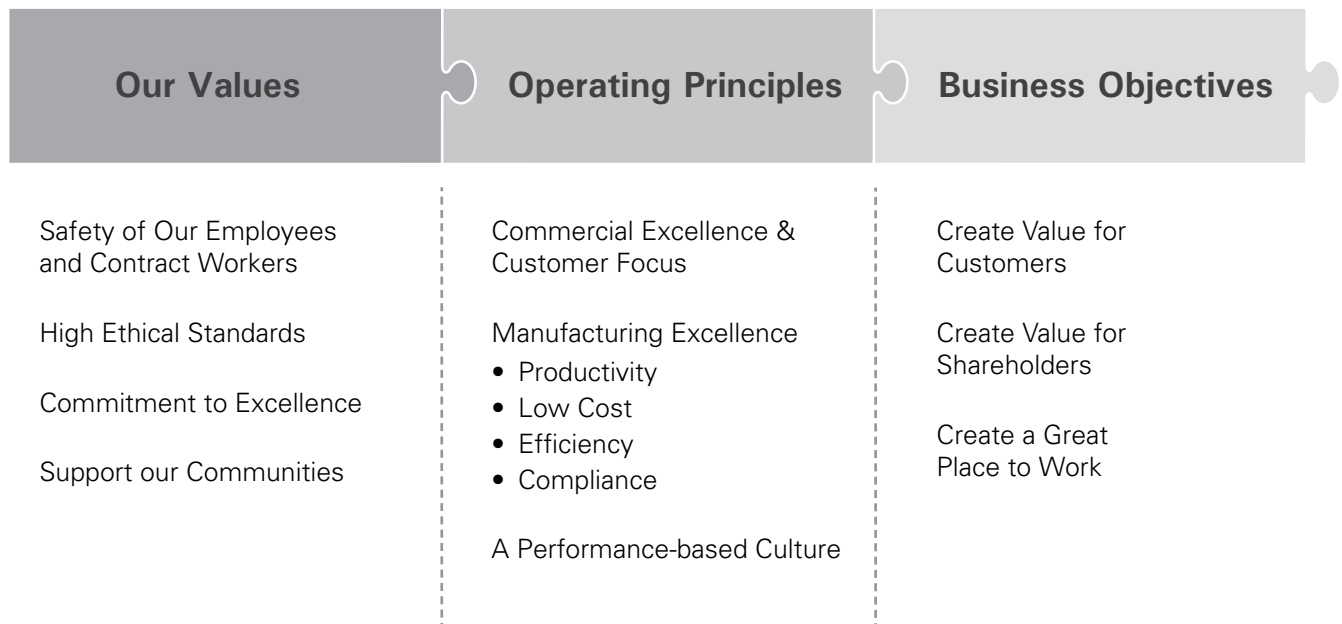 Our Values
Safety of Our Employees
and Contract Workers
High Ethical Standards
Commitment to Excellence
Support our Communities
Operating Principles
Commercial Excellence &
Customer Focus
Manufacturing Excellence
• Productivity
• Low Cost
• Efficiency
• Compliance
A Performance-based Culture
Business Objectives
Create Value for
Customers
Create Value for
Shareholders
Create a Great
Place to Work